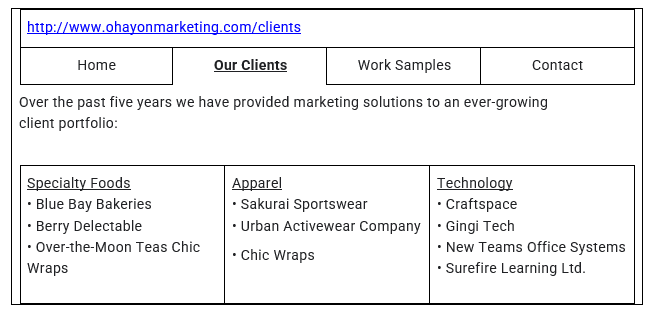 http://www.ohayonmarketing.com/clients
Home
Our Clients
Work Samples
Contact
Over the past five years we have provided marketing solutions to an ever-growing
client portfolio:
Specialty Foods
• Blue Bay Bakeries
• Berry Delectable
• Over-the-Moon Teas Chic
Wraps
Apparel
• Sakurai Sportswear
• Urban Activewear Company
• Chic Wraps
Technology
• Craftspace
• Gingi Tech
• New Teams Office Systems
• Surefire Learning Ltd.